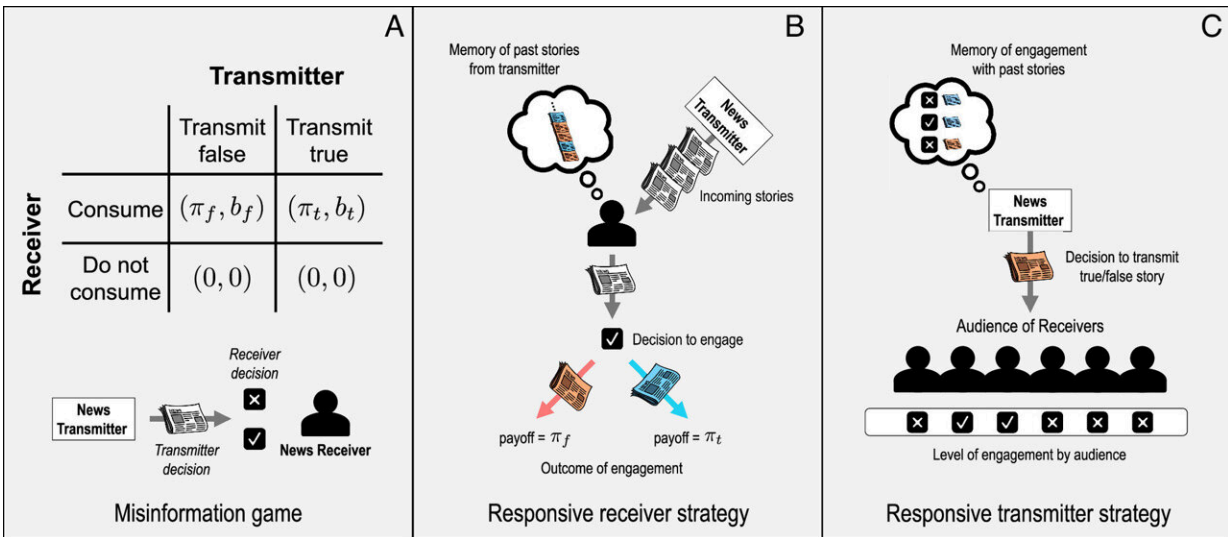 A
Transmitter
Transmit false
Transmit true
Receiver
Consume
(π_f, b_f)
(π_t, b_t)
Do not consume
(0, 0)
(0, 0)
Receiver decision
News Transmitter
Transmitter decision
News Receiver
Misinformation game
B
Memory of past stories
from transmitter
News
Transmitter
Incoming stories
Decision to engage
payoff = π_f
payoff = π_t
Outcome of engagement
Responsive receiver strategy
C
Memory of engagement
with past stories
News
Transmitter
Decision to transmit
true/false story
Audience of Receivers
Level of engagement by audience
Responsive transmitter strategy